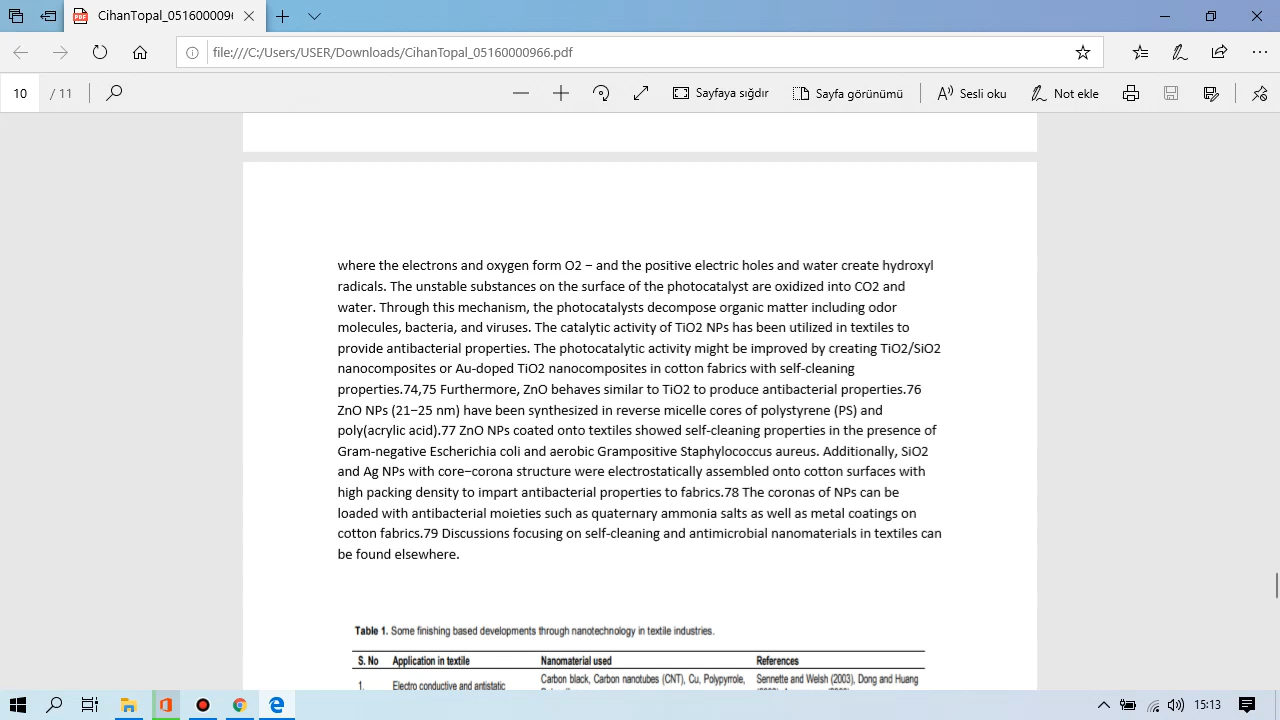 CihanTopal_0516000096
file:///C:/Users/USER/Downloads/CihanTopal_05160000966.pdf
10 / 11 Sayfaya sığdır Sayfa görünümü Sesli oku Not ekle
where the electrons and oxygen form O2 − and the positive electric holes and water create hydroxyl
radicals. The unstable substances on the surface of the photocatalyst are oxidized into CO2 and
water. Through this mechanism, the photocatalysts decompose organic matter including odor
molecules, bacteria, and viruses. The catalytic activity of TiO2 NPs has been utilized in textiles to
provide antibacterial properties. The photocatalytic activity might be improved by creating TiO2/SiO2
nanocomposites or Au-doped TiO2 nanocomposites in cotton fabrics with self-cleaning
properties.74,75 Furthermore, ZnO behaves similar to TiO2 to produce antibacterial properties.76
ZnO NPs (21−25 nm) have been synthesized in reverse micelle cores of polystyrene (PS) and
poly(acrylic acid).77 ZnO NPs coated onto textiles showed self-cleaning properties in the presence of
Gram-negative Escherichia coli and aerobic Grampositive Staphylococcus aureus. Additionally, SiO2
and Ag NPs with core−corona structure were electrostatically assembled onto cotton surfaces with
high packing density to impart antibacterial properties to fabrics.78 The coronas of NPs can be
loaded with antibacterial moieties such as quaternary ammonia salts as well as metal coatings on
cotton fabrics.79 Discussions focusing on self-cleaning and antimicrobial nanomaterials in textiles can
be found elsewhere.
Table 1. Some finishing based developments through nanotechnology in textile industries.
S. No Application in textile Nanomaterial used References
Carbon black, Carbon nanotubes (CNT), Cu, Polypyrrole, Sennette and Welsh (2003), Dong and Huang
1. Electro conductive and antistatic
15:13